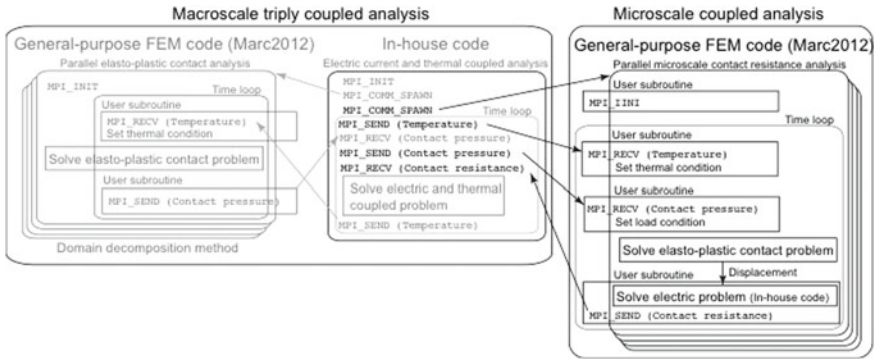 Macroscale triply coupled analysis
General-purpose FEM code (Marc2012)
Parallel elasto-plastic contact analysis
MPI_INIT
Time loop
User subroutine
MPI_RECV (Temperature)
Set thermal condition
Solve elasto-plastic contact problem
User subroutine
MPI_SEND (Contact pressure)
Domain decomposition method
In-house code
Electric current and thermal coupled analysis
MPI_INIT
MPI_COMM_SPAWN
MPI_COMM_SPAWN
Time loop
MPI_SEND (Temperature)
MPI_RECV (Contact pressure)
MPI_SEND (Contact pressure)
MPI_RECV (Contact resistance)
Solve electric and thermal
coupled problem
MPI_SEND (Temperature)
Microscale coupled analysis
General-purpose FEM code (Marc2012)
Parallel microscale contact resistance analysis
User subroutine
MPI_IINI
Time loop
User subroutine
MPI_RECV (Temperature)
Set thermal condition
User subroutine
MPI_RECV (Contact pressure)
Set load condition
Solve elasto-plastic contact problem
Displacement
User subroutine
Solve electric problem (In-house code)
MPI_SEND (Contact resistance)